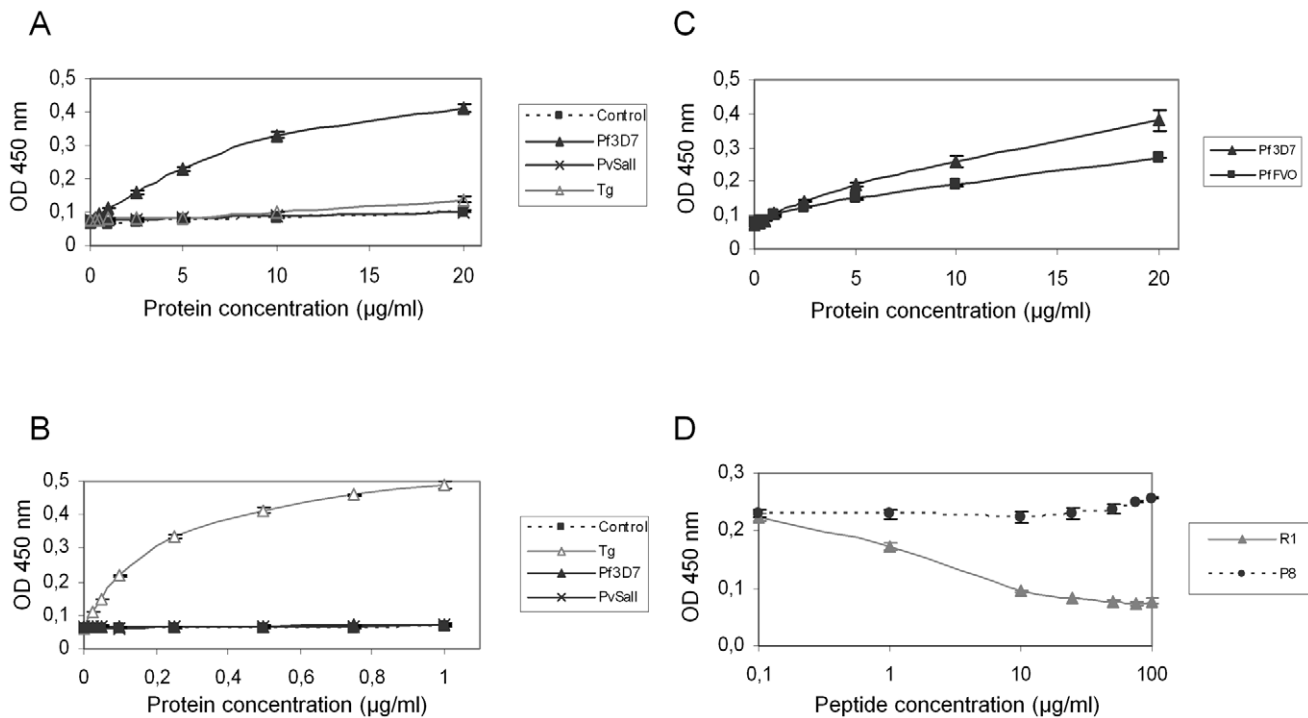 A
0,5
0,4
0,3
0,2
0,1
0
0 5 10 15 20
OD 450 nm
Protein concentration (µg/ml)
Control
Pf3D7
PvSalI
Tg
C
0,5
0,4
0,3
0,2
0,1
0
0 5 10 15 20
OD 450 nm
Protein concentration (µg/ml)
Pf3D7
PfFVO
B
0,5
0,4
0,3
0,2
0,1
0
0 0,2 0,4 0,6 0,8 1
OD 450 nm
Protein concentration (µg/ml)
Control
Tg
Pf3D7
PvSalI
D
0,3
0,2
0,1
0,0
0,1 1 10 100
OD 450 nm
Peptide concentration (µg/ml)
R1
P8